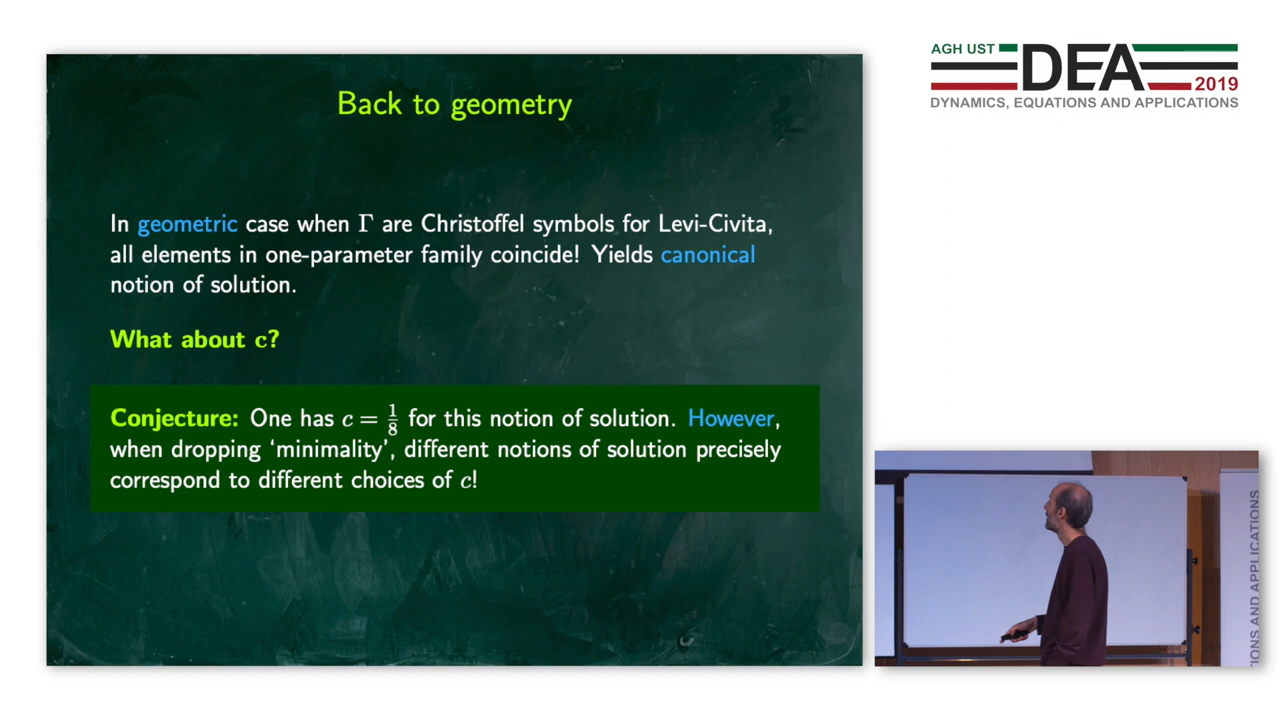 Back to geometry
In geometric case when Γ are Christoffel symbols for Levi-Civita,
all elements in one-parameter family coincide! Yields canonical
notion of solution.
What about c?
Conjecture: One has c = 1/8 for this notion of solution. However,
when dropping ‘minimality’, different notions of solution precisely
correspond to different choices of c!
AGH UST
DEA
2019
DYNAMICS, EQUATIONS AND APPLICATIONS
IONS AND APPLICATIONS